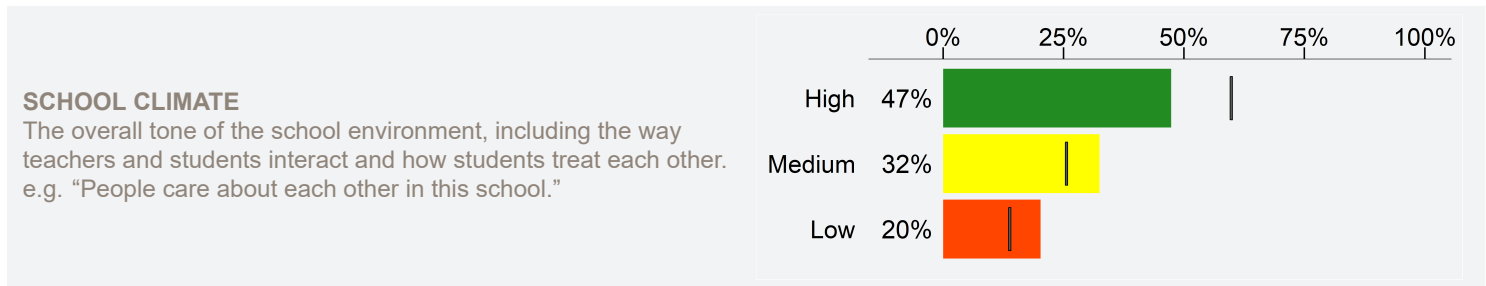 SCHOOL CLIMATE
The overall tone of the school environment, including the way
teachers and students interact and how students treat each other.
e.g. “People care about each other in this school.”
0% 25% 50% 75% 100%
High 47%
Medium 32%
Low 20%